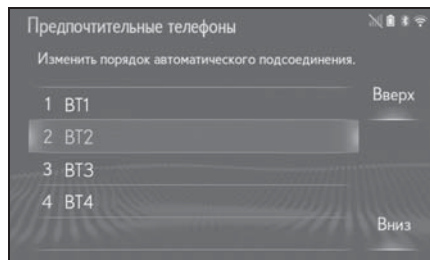 Предпочтительные телефоны
Изменить порядок автоматического подсоединения.
1 BT1
Вверх
2 BT2
3 BT3
4 BT4
Вниз